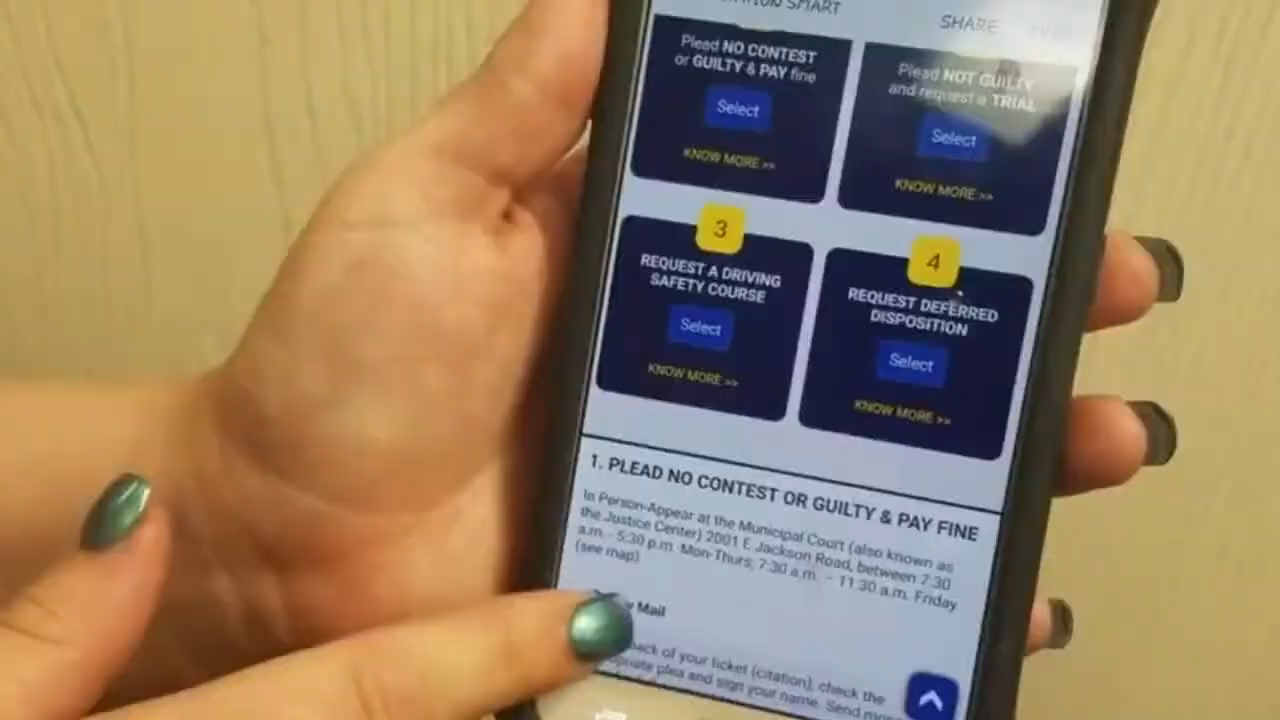 SMART
SHARE
Plead NO CONTEST
or GUILTY & PAY fine
Select
KNOW MORE >>
Plead NOT GUILTY
and request a TRIAL
Select
KNOW MORE >>
3
REQUEST A DRIVING
SAFETY COURSE
Select
KNOW MORE >>
4
REQUEST DEFERRED
DISPOSITION
Select
KNOW MORE >>
1. PLEAD NO CONTEST OR GUILTY & PAY FINE
In Person-Appear at the Municipal Court (also known as
the Justice Center) 2001 E. Jackson Road, between 7:30
a.m. - 5:30 p.m. Mon-Thurs; 7:30 a.m. - 11:30 a.m. Friday
(see map)
Mail
back of your ticket (citation), check the
plea and sign your name. Send